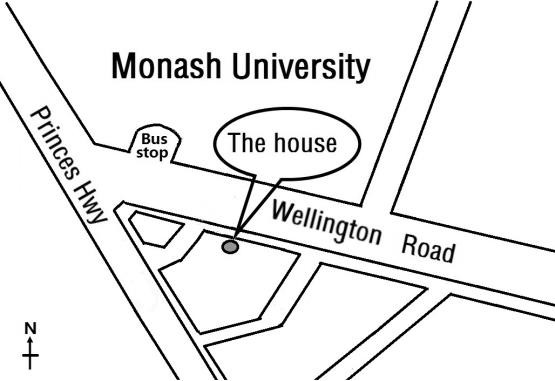 Monash University
Princes Hwy
Bus
stop
The house
Wellington Road
N